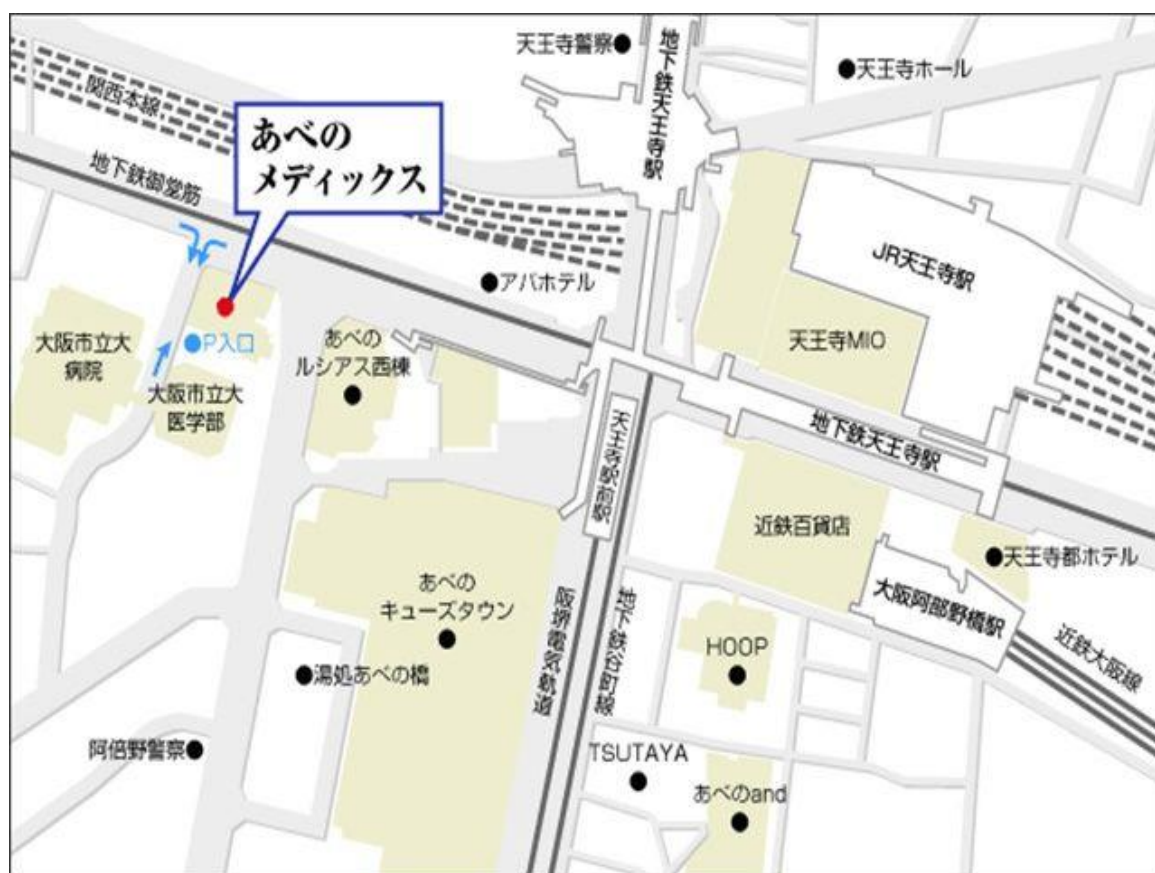 天王寺警察
地下鉄天王寺駅
天王寺ホール
関西本線
あべの
メディックス
地下鉄御堂筋
JR天王寺駅
アパホテル
P入口
大阪市立大
病院
大阪市立大
医学部
あべの
ルシアス西棟
天王寺MIO
地下鉄天王寺駅
天王寺駅前駅
近鉄百貨店
天王寺都ホテル
大阪阿部野橋駅
あべの
キューズタウン
阪堺電気軌道
地下鉄谷町線
HOOP
近鉄大阪線
湯処あべの橋
阿倍野警察
TSUTAYA
あべのand